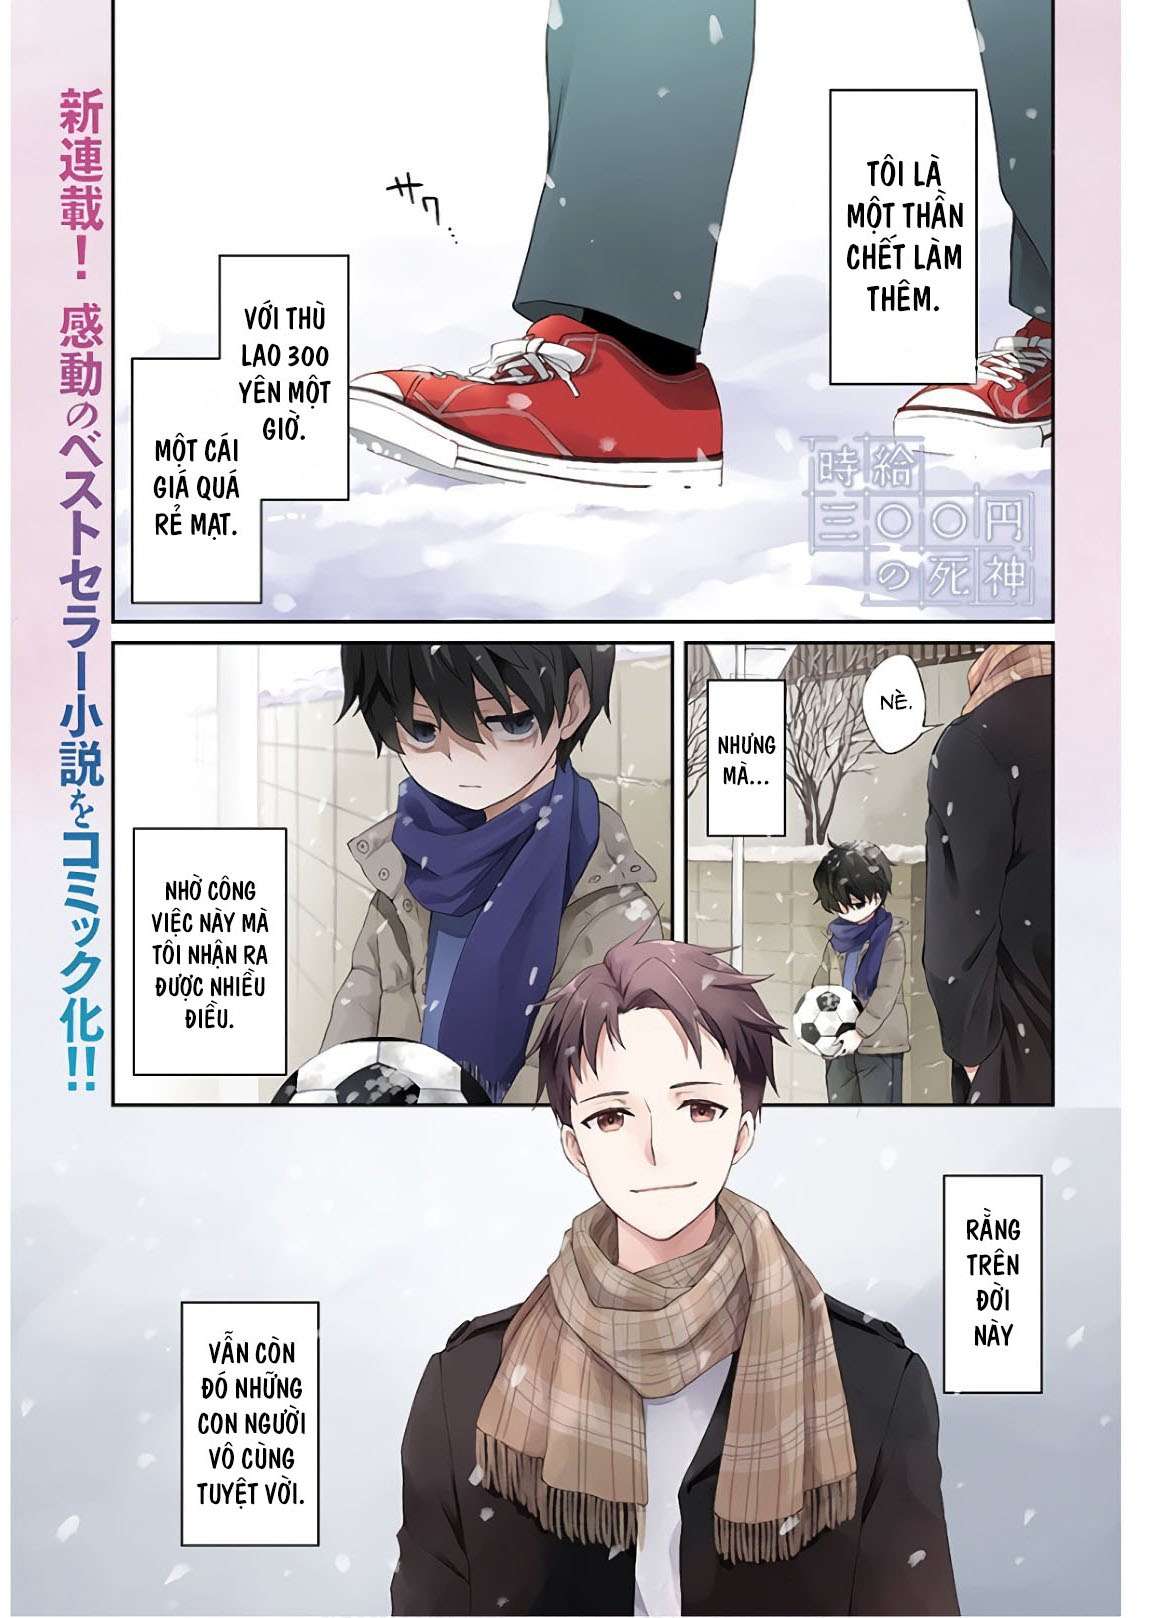 新連載！ 感動のベストセラー小説をコミック化!!
TÔI LÀ
MỘT THẦN
CHẾT LÀM
THÊM.
ザク…
VỚI THÙ
LAO 300
YÊN MỘT
GIỜ.
MỘT CÁI
GIÁ QUÁ
RẺ MẠT.
時給
三〇〇円
の死神
NÈ.
NHƯNG
MÀ...
NHỜ CÔNG
VIỆC NÀY MÀ
TÔI NHẬN RA
ĐƯỢC NHIỀU
ĐIỀU.
RẰNG
TRÊN
ĐỜI
NÀY
VẪN CÒN
ĐÓ NHỮNG
CON NGƯỜI
VÔ CÙNG
TUYỆT VỜI.